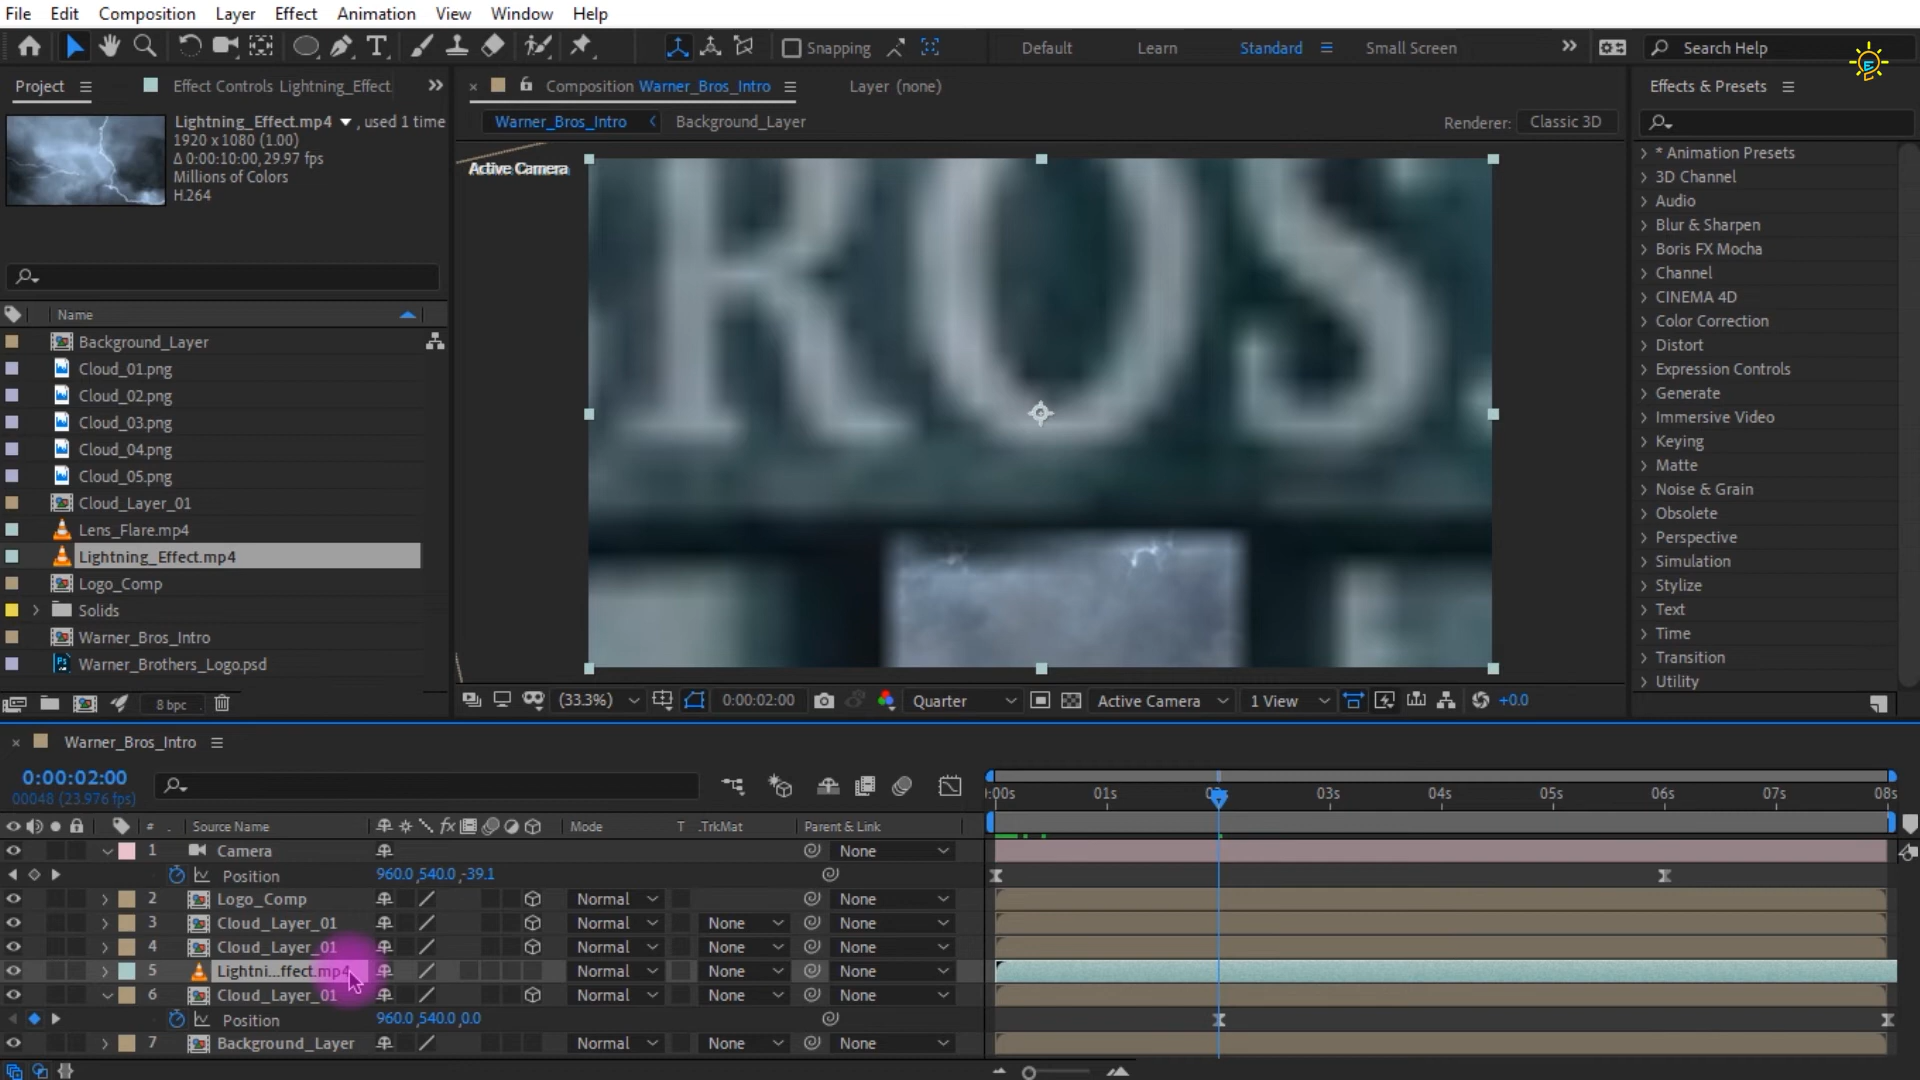 File Edit Composition Layer Effect Animation View Window Help
Snapping Default Learn Standard Small Screen Search Help
Project Effect Controls Lightning_Effect
Lightning_Effect.mp4 , used 1 time
1920 x 1080 (1.00)
Δ 0:00:10:00, 29.97 fps
Millions of Colors
H.264
Name
Background_Layer
Cloud_01.png
Cloud_02.png
Cloud_03.png
Cloud_04.png
Cloud_05.png
Cloud_Layer_01
Lens_Flare.mp4
Lightning_Effect.mp4
Logo_Comp
Solids
Warner_Bros_Intro
Warner_Brothers_Logo.psd
8 bpc
Composition Warner_Bros_Intro Layer (none)
Warner_Bros_Intro Background_Layer Renderer: Classic 3D
Active Camera
ROS
(33.3%) 0:00:02:00 Quarter Active Camera 1 View +0.0
Effects & Presets
* Animation Presets
3D Channel
Audio
Blur & Sharpen
Boris FX Mocha
Channel
CINEMA 4D
Color Correction
Distort
Expression Controls
Generate
Immersive Video
Keying
Matte
Noise & Grain
Obsolete
Perspective
Simulation
Stylize
Text
Time
Transition
Utility
Warner_Bros_Intro
0:00:02:00
00048 (23.976 fps)
:00s 01s 02s 03s 04s 05s 06s 07s 08s
# Source Name fx Mode T .TrkMat Parent & Link
1 Camera None
Position 960.0,540.0,-39.1
2 Logo_Comp Normal None
3 Cloud_Layer_01 Normal None None
4 Cloud_Layer_01 Normal None None
5 Lightni...ffect.mp4 Normal None None
6 Cloud_Layer_01 Normal None None
Position 960.0,540.0,0.0
7 Background_Layer Normal None None